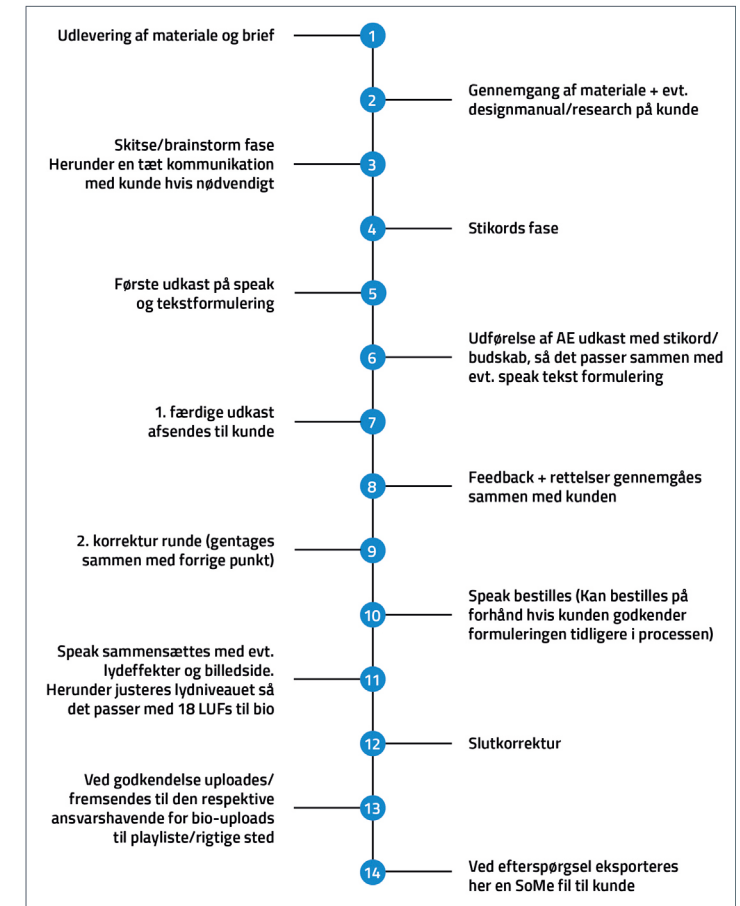 Udlevering af materiale og brief
1
2
Gennemgang af materiale + evt.
designmanual/research på kunde
Skitse/brainstorm fase
Herunder en tæt kommunikation
med kunde hvis nødvendigt
3
4
Stikords fase
Første udkast på speak
og tekstformulering
5
6
Udførelse af AE udkast med stikord/
budskab, så det passer sammen med
evt. speak tekst formulering
1. færdige udkast
afsendes til kunde
7
8
Feedback + rettelser gennemgåes
sammen med kunden
2. korrektur runde (gentages
sammen med forrige punkt)
9
10
Speak bestilles (Kan bestilles på
forhånd hvis kunden godkender
formuleringen tidligere i processen)
Speak sammensættes med evt.
lydeffekter og billedside.
Herunder justeres lydniveauet så
det passer med 18 LUFs til bio
11
12
Slutkorrektur
Ved godkendelse uploades/
fremsendes til den respektive
ansvarshavende for bio-uploads
til playliste/rigtige sted
13
14
Ved efterspørgsel eksporteres
her en SoMe fil til kunde